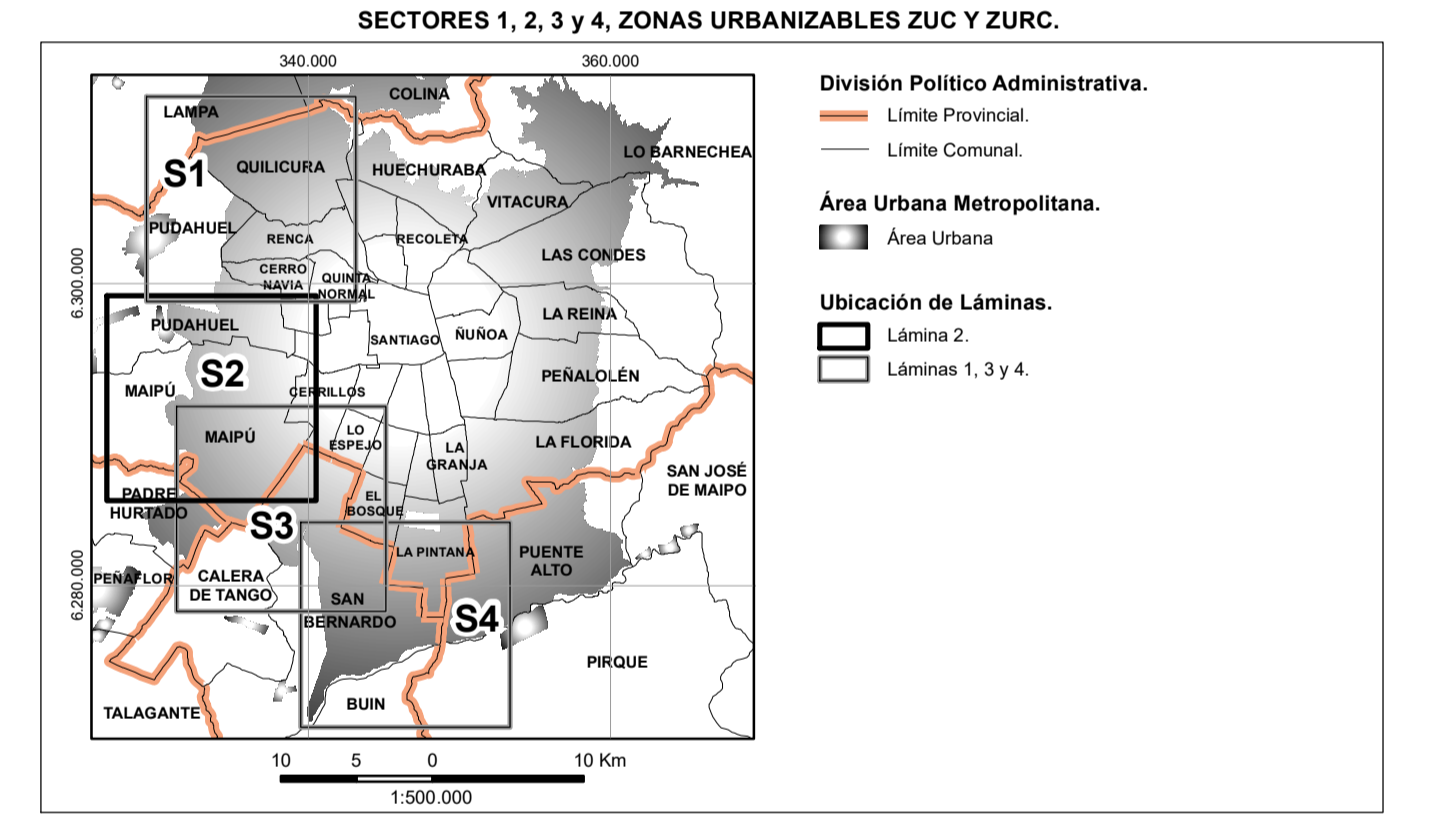 SECTORES 1, 2, 3 y 4, ZONAS URBANIZABLES ZUC Y ZURC.
340.000
360.000
6.300.000
6.280.000
COLINA
LAMPA
LO BARNECHEA
S1
QUILICURA
HUECHURABA
VITACURA
PUDAHUEL
RENCA
RECOLETA
LAS CONDES
CERRO
NAVIA
QUINTA
NORMAL
PUDAHUEL
LA REINA
SANTIAGO
ÑUÑOA
S2
MAIPÚ
CERRILLOS
PEÑALOLÉN
MAIPÚ
LO
ESPEJO
LA
GRANJA
LA FLORIDA
SAN JOSÉ
DE MAIPO
PADRE
HURTADO
EL
BOSQUE
S3
LA PINTANA
PUENTE
ALTO
PEÑAFLOR
CALERA
DE TANGO
SAN
BERNARDO
S4
PIRQUE
BUIN
TALAGANTE
10 5 0 10 Km
1:500.000
División Político Administrativa.
Límite Provincial.
Límite Comunal.
Área Urbana Metropolitana.
Área Urbana
Ubicación de Láminas.
Lámina 2.
Láminas 1, 3 y 4.